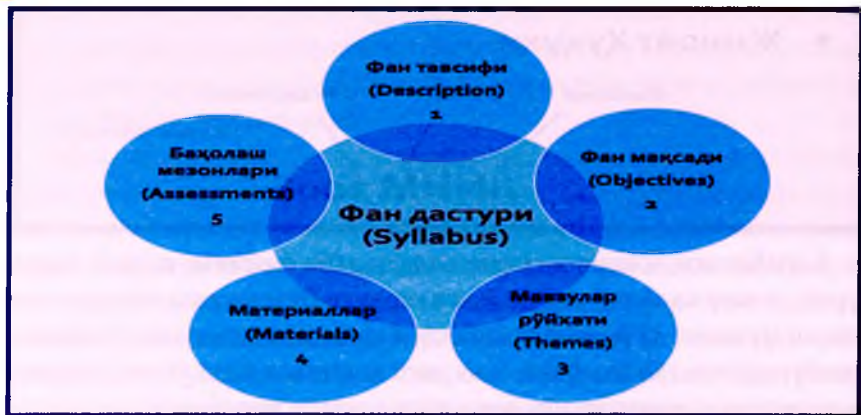 Фан тавсифи
(Description)
1
Фан мақсади
(Objectives)
2
Мавзулар
рўйхати
(Themes)
3
Материаллар
(Materials)
4
Баҳолаш
мезонлари
(Assessments)
5
Фан дастури
(Syllabus)